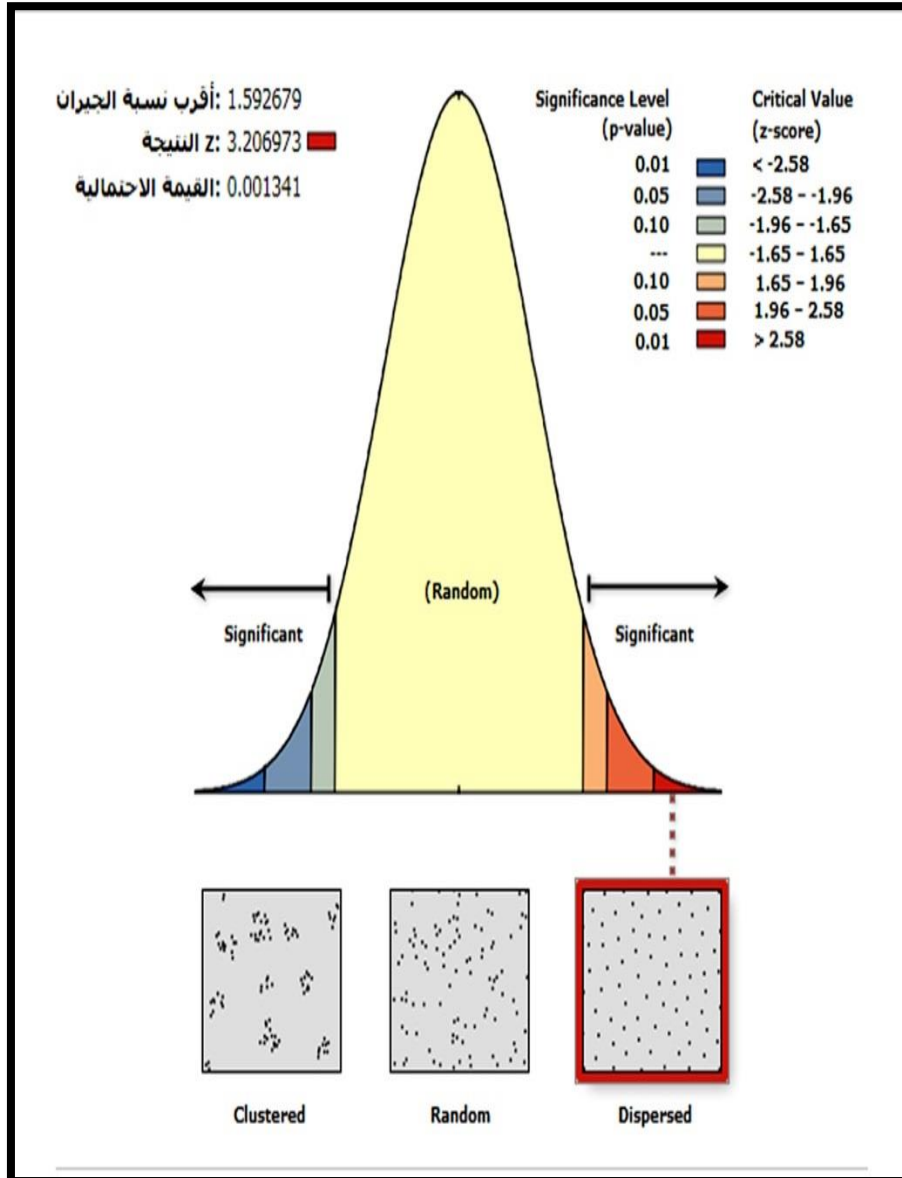 أقرب نسبة الجيران: 1.592679
النتيجة z: 3.206973
القيمة الاحتمالية: 0.001341
Significance Level
(p-value)
Critical Value
(z-score)
0.01 < -2.58
0.05 -2.58 – -1.96
0.10 -1.96 – -1.65
--- -1.65 – 1.65
0.10 1.65 – 1.96
0.05 1.96 – 2.58
0.01 > 2.58
(Random)
Significant
Significant
Clustered
Random
Dispersed